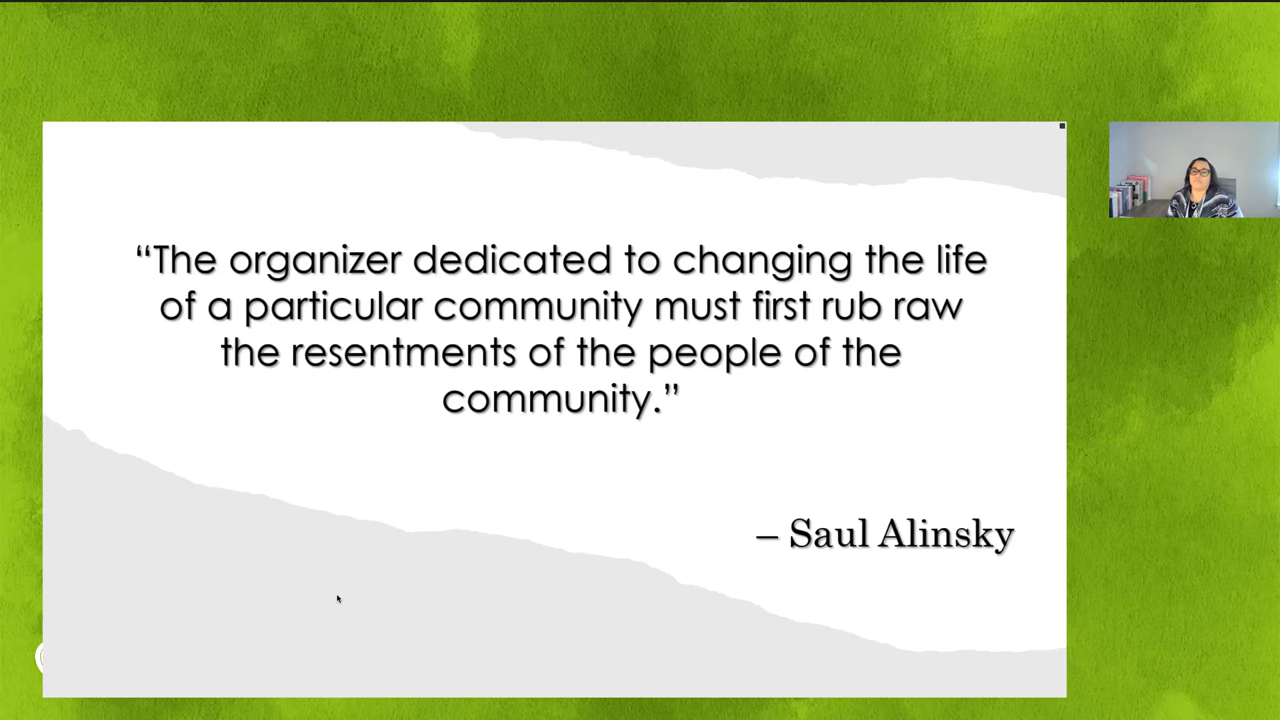 “The organizer dedicated to changing the life
of a particular community must first rub raw
the resentments of the people of the
community.”
– Saul Alinsky